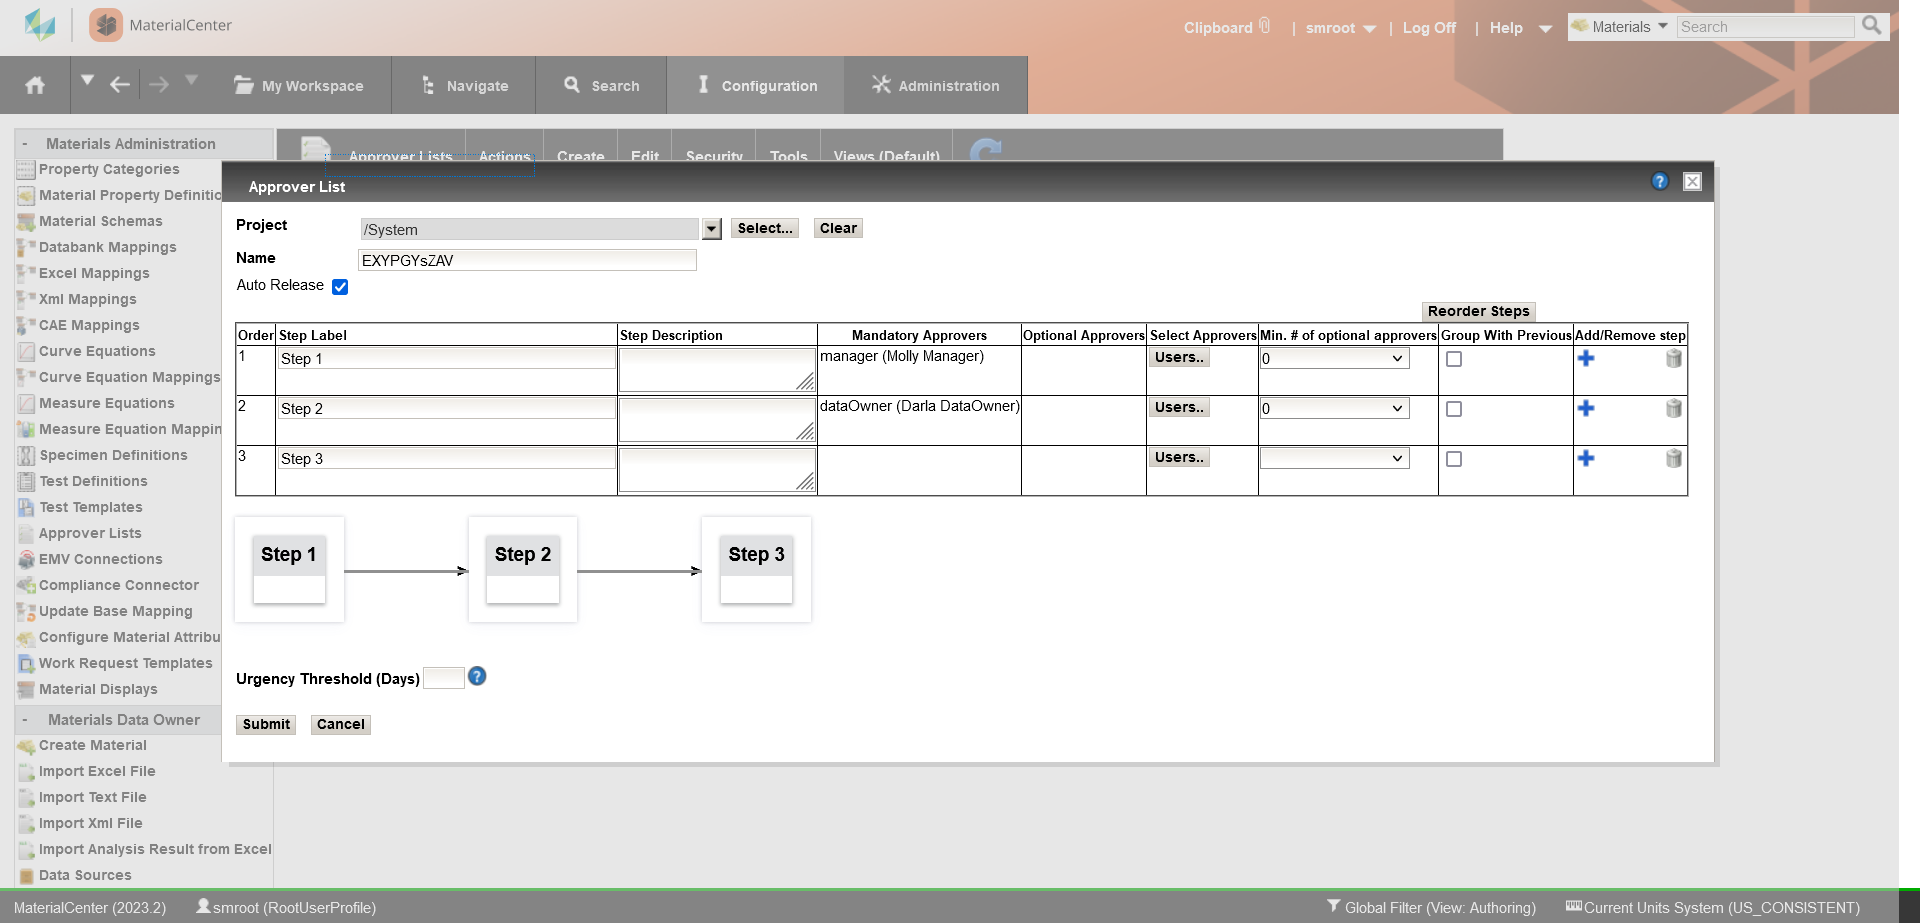 MaterialCenter
Clipboard | smroot | Log Off | Help Materials Search
My Workspace Navigate Search Configuration Administration
- Materials Administration
Approver Lists Actions Create Edit Security Tools Views (Default)
Property Categories
Material Property Definitio
Material Schemas
Databank Mappings
Excel Mappings
Xml Mappings
CAE Mappings
Curve Equations
Curve Equation Mappings
Measure Equations
Measure Equation Mappin
Specimen Definitions
Test Definitions
Test Templates
Approver Lists
EMV Connections
Compliance Connector
Update Base Mapping
Configure Material Attribu
Work Request Templates
Material Displays
- Materials Data Owner
Create Material
Import Excel File
Import Text File
Import Xml File
Import Analysis Result from Excel
Data Sources
Approver List ?
Project /System Select... Clear
Name EXYPGYsZAV
Auto Release
Reorder Steps
Order Step Label Step Description Mandatory Approvers Optional Approvers Select Approvers Min. # of optional approvers Group With Previous Add/Remove step
1 Step 1 manager (Molly Manager) Users.. 0
2 Step 2 dataOwner (Darla DataOwner) Users.. 0
3 Step 3 Users..
Step 1 Step 2 Step 3
Urgency Threshold (Days) ?
Submit Cancel
MaterialCenter (2023.2) smroot (RootUserProfile) Global Filter (View: Authoring) Current Units System (US_CONSISTENT)